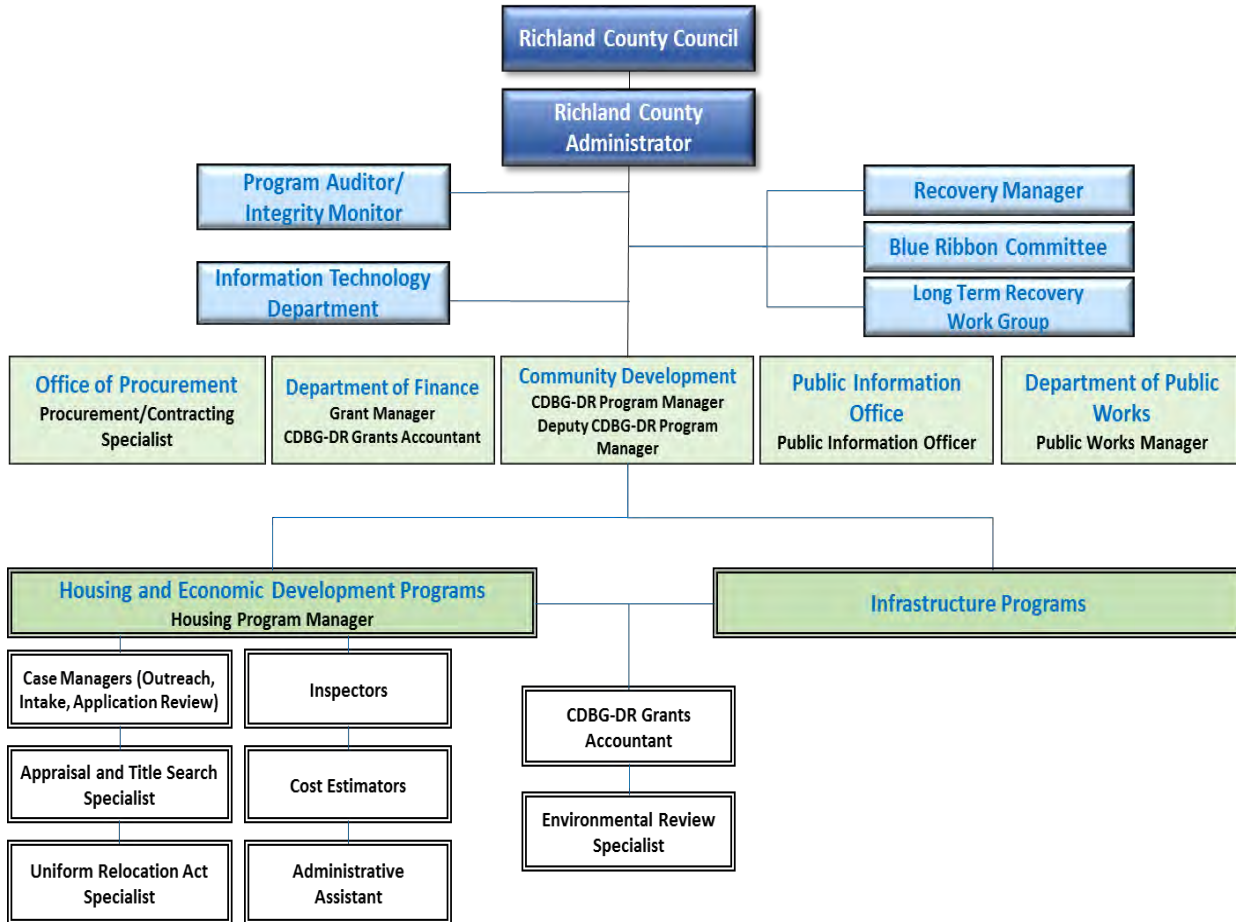 Richland County Council
Richland County
Administrator
Program Auditor/
Integrity Monitor
Recovery Manager
Blue Ribbon Committee
Information Technology
Department
Long Term Recovery
Work Group
Office of Procurement
Procurement/Contracting
Specialist
Department of Finance
Grant Manager
CDBG-DR Grants Accountant
Community Development
CDBG-DR Program Manager
Deputy CDBG-DR Program
Manager
Public Information
Office
Public Information Officer
Department of Public
Works
Public Works Manager
Housing and Economic Development Programs
Housing Program Manager
Infrastructure Programs
Case Managers (Outreach,
Intake, Application Review)
Inspectors
CDBG-DR Grants
Accountant
Appraisal and Title Search
Specialist
Cost Estimators
Environmental Review
Specialist
Uniform Relocation Act
Specialist
Administrative
Assistant